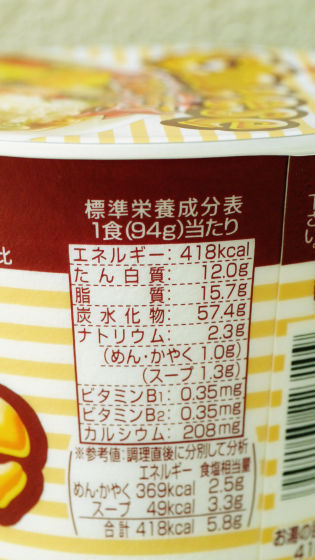 標準栄養成分表
1食(94g)当たり
エネルギー: 418kcal
たん白質: 12.0g
脂質: 15.7g
炭水化物: 57.4g
ナトリウム: 2.3g
(めん・かやく 1.0g)
(スープ 1.3g)
ビタミンB1: 0.35mg
ビタミンB2: 0.35mg
カルシウム: 208mg
※参考値:調理直後に分別して分析
エネルギー 食塩相当量
めん・かやく 369kcal 2.5g
スープ 49kcal 3.3g
合計 418kcal 5.8g
比
お湯の